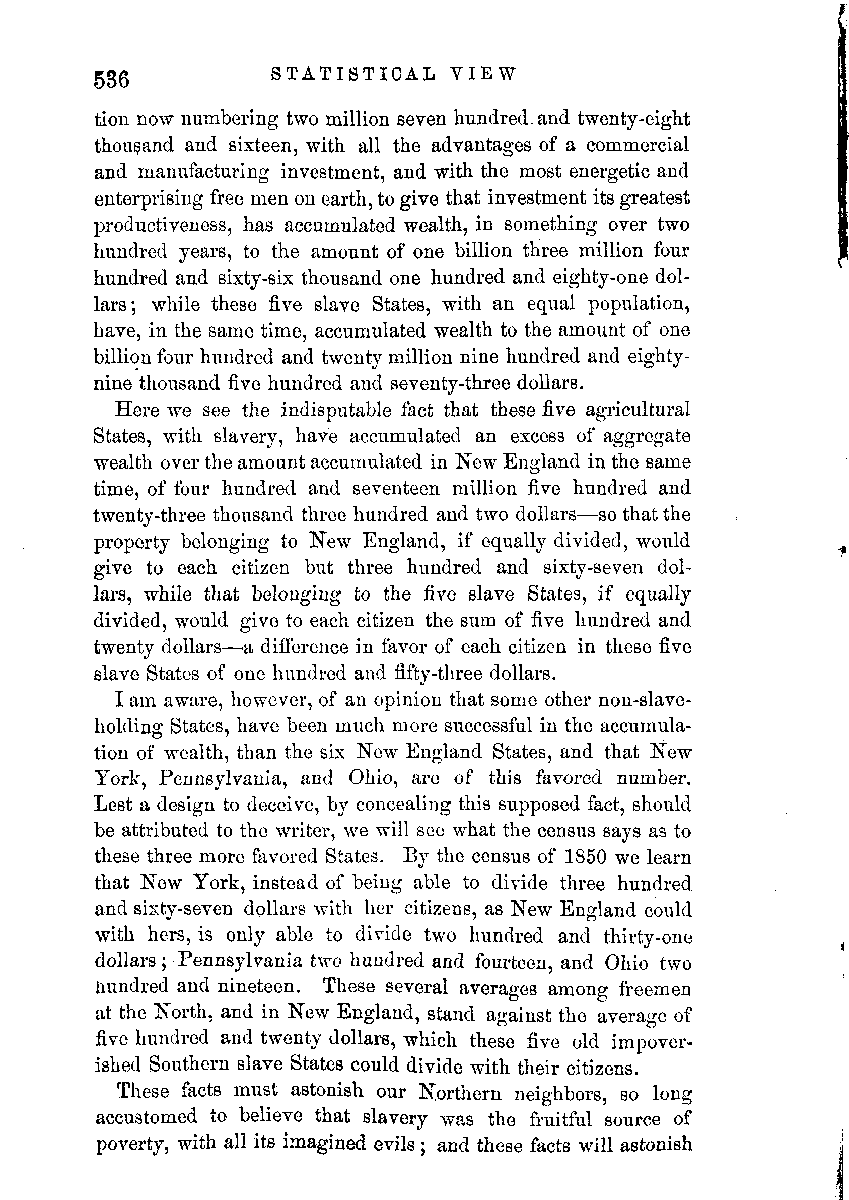 536 STATISTICAL VIEW
tion now numbering two million seven hundred and twenty-eight
thousand and sixteen, with all the advantages of a commercial
and manufacturing investment, and with the most energetic and
enterprising free men on earth, to give that investment its greatest
productiveness, has accumulated wealth, in something over two
hundred years, to the amount of one billion three million four
hundred and sixty-six thousand one hundred and eighty-one dol-
lars; while these five slave States, with an equal population,
have, in the same time, accumulated wealth to the amount of one
billion four hundred and twenty million nine hundred and eighty-
nine thousand five hundred and seventy-three dollars.
Here we see the indisputable fact that these five agricultural
States, with slavery, have accumulated an excess of aggregate
wealth over the amount accumulated in New England in the same
time, of four hundred and seventeen million five hundred and
twenty-three thousand three hundred and two dollars—so that the
property belonging to New England, if equally divided, would
give to each citizen but three hundred and sixty-seven dol-
lars, while that belonging to the five slave States, if equally
divided, would give to each citizen the sum of five hundred and
twenty dollars—a difference in favor of each citizen in these five
slave States of one hundred and fifty-three dollars.
I am aware, however, of an opinion that some other non-slave-
holding States, have been much more successful in the accumula-
tion of wealth, than the six New England States, and that New
York, Pennsylvania, and Ohio, are of this favored number.
Lest a design to deceive, by concealing this supposed fact, should
be attributed to the writer, we will see what the census says as to
these three more favored States. By the census of 1850 we learn
that New York, instead of being able to divide three hundred
and sixty-seven dollars with her citizens, as New England could
with hers, is only able to divide two hundred and thirty-one
dollars; Pennsylvania two hundred and fourteen, and Ohio two
hundred and nineteen. These several averages among freemen
at the North, and in New England, stand against the average of
five hundred and twenty dollars, which these five old impover-
ished Southern slave States could divide with their citizens.
These facts must astonish our Northern neighbors, so long
accustomed to believe that slavery was the fruitful source of
poverty, with all its imagined evils; and these facts will astonish